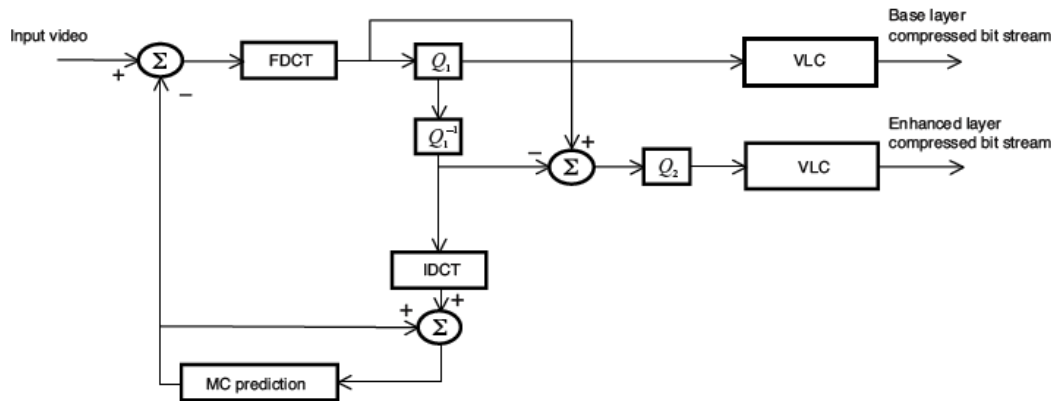 Input video
+
Σ
−
FDCT
Q₁
VLC
Base layer
compressed bit stream
Q₁⁻¹
−
+
Σ
Q₂
VLC
Enhanced layer
compressed bit stream
IDCT
+
+
Σ
MC prediction